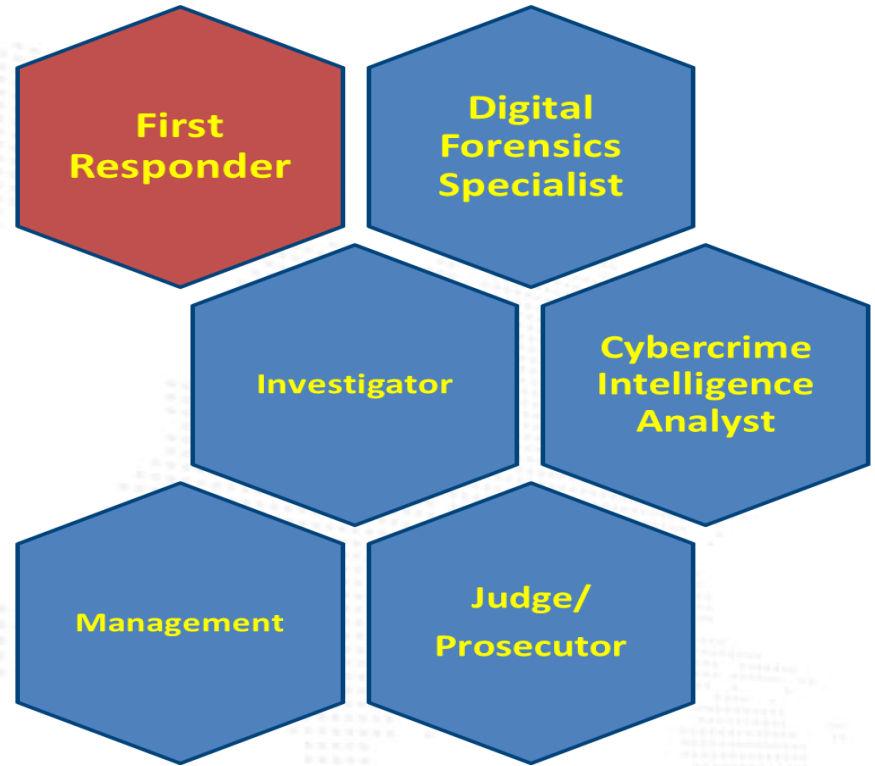 First
Responder
Digital
Forensics
Specialist
Investigator
Cybercrime
Intelligence
Analyst
Management
Judge/
Prosecutor